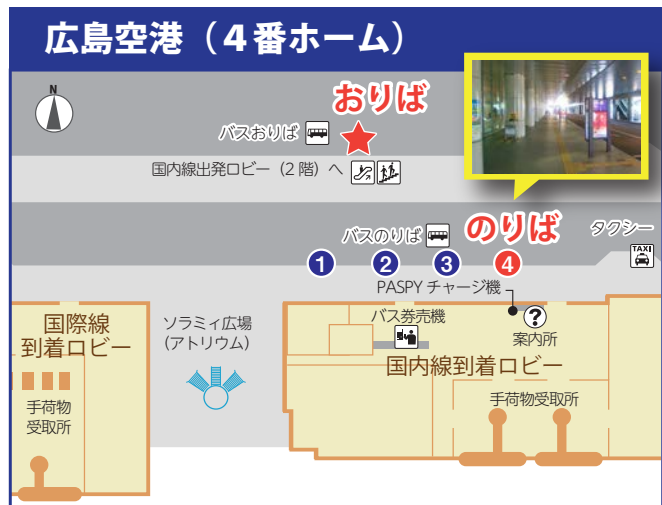 広島空港（４番ホーム）
N
おりば
バスおりば
国内線出発ロビー（2 階）へ
バスのりば
のりば
タクシー
TAXI
1
2
3
4
PASPY チャージ機
国際線
到着ロビー
ソラミィ広場
（アトリウム）
バス券売機
?
案内所
国内線到着ロビー
手荷物
受取所
手荷物受取所